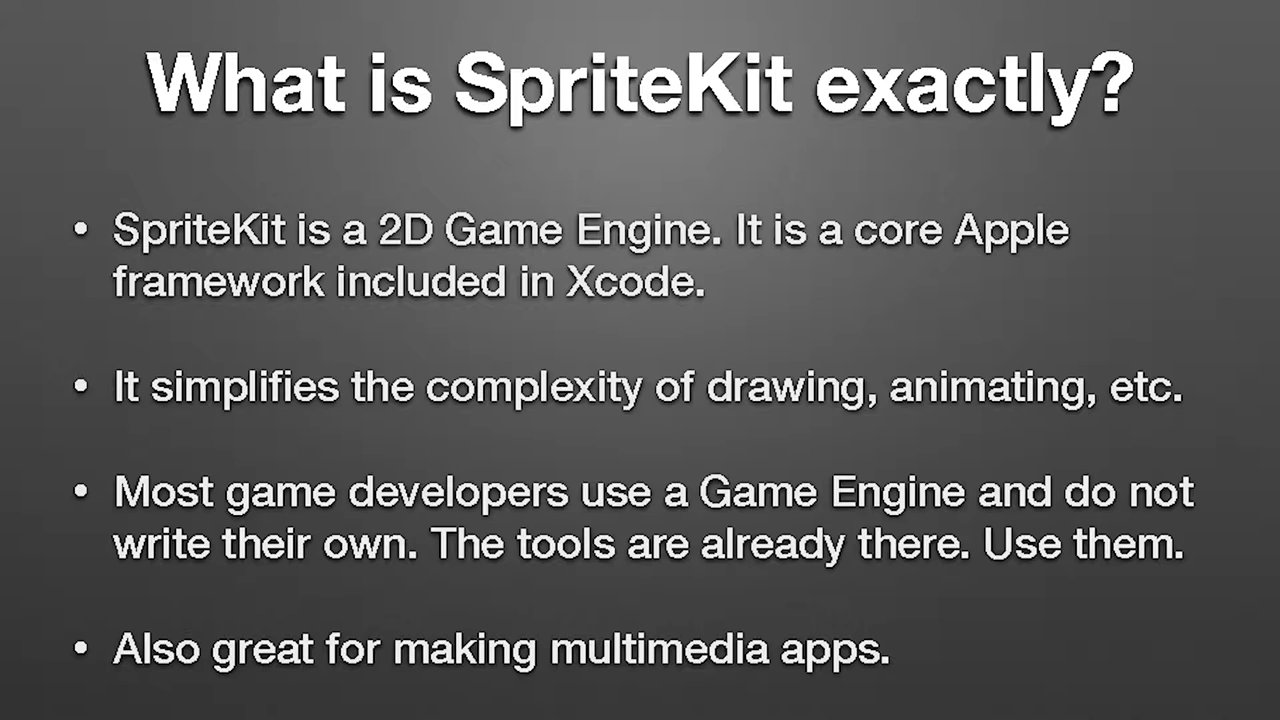 What is SpriteKit exactly?
• SpriteKit is a 2D Game Engine. It is a core Apple
framework included in Xcode.
• It simplifies the complexity of drawing, animating, etc.
• Most game developers use a Game Engine and do not
write their own. The tools are already there. Use them.
• Also great for making multimedia apps.